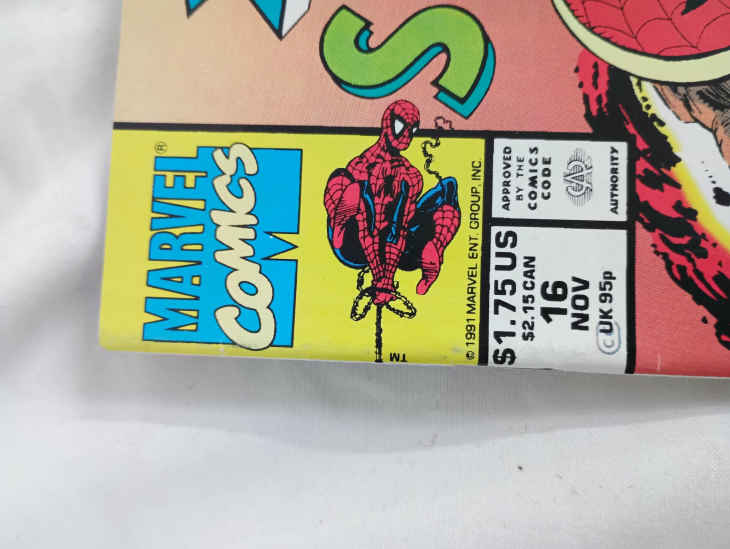 S
MARVEL®
COMICS
M
TM
© 1991 MARVEL ENT. GROUP, INC.
APPROVED
BY THE
COMICS
CODE
AUTHORITY
$1.75 US
$2.15 CAN
16
NOV
UK 95p